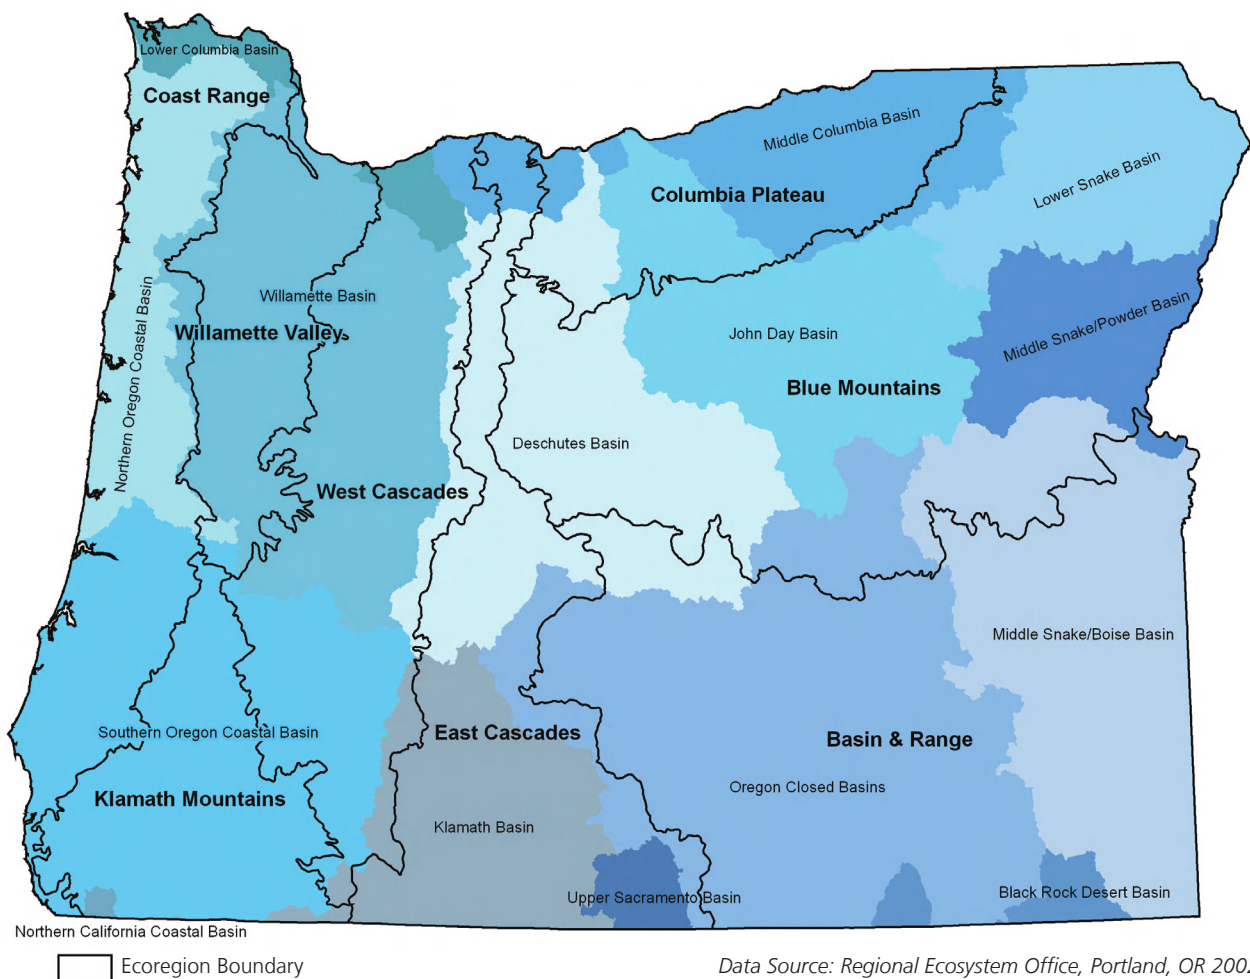 Lower Columbia Basin
Coast Range
Middle Columbia Basin
Columbia Plateau
Lower Snake Basin
Northern Oregon Coastal Basin
Willamette Basin
Willamette Valley
John Day Basin
Middle Snake/Powder Basin
Blue Mountains
Deschutes Basin
West Cascades
Middle Snake/Boise Basin
Southern Oregon Coastal Basin
East Cascades
Basin & Range
Klamath Mountains
Oregon Closed Basins
Klamath Basin
Upper Sacramento Basin
Black Rock Desert Basin
Northern California Coastal Basin
Ecoregion Boundary
Data Source: Regional Ecosystem Office, Portland, OR 2002